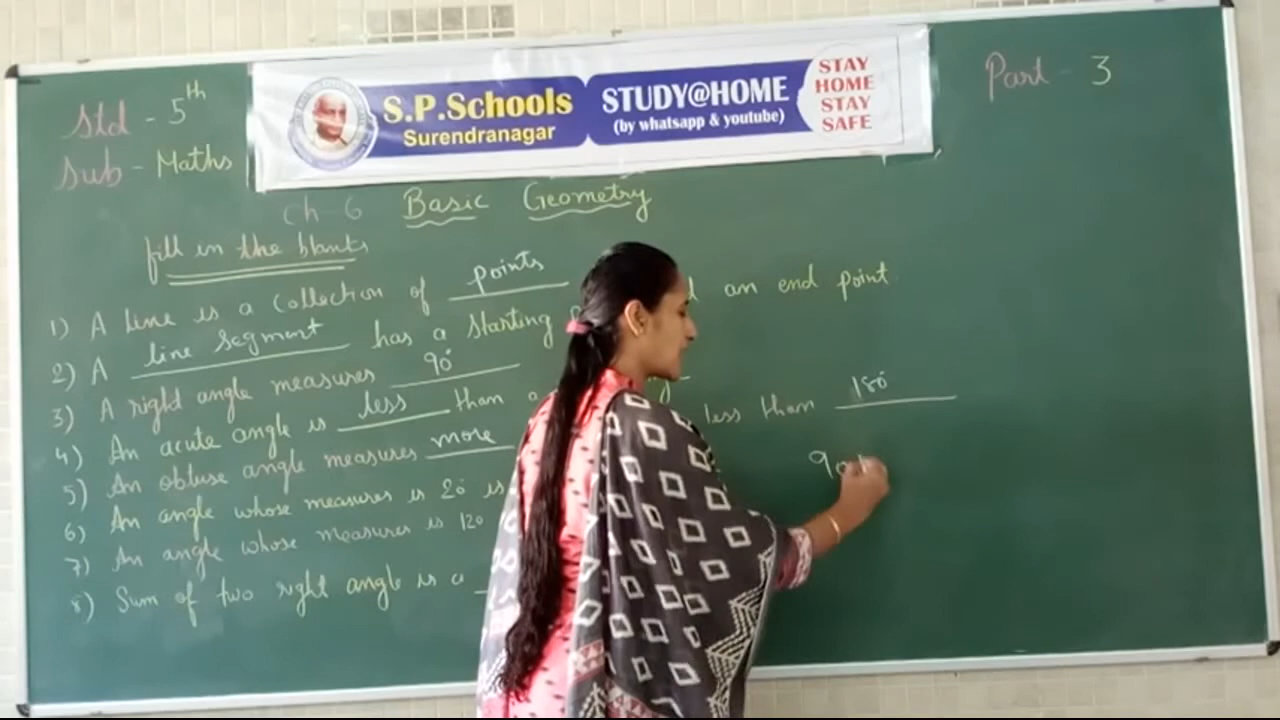 Std - 5th
Sub - Maths
S.P.Schools
Surendranagar
STUDY@HOME
(by whatsapp & youtube)
STAY
HOME
STAY
SAFE
Part - 3
Ch-6 Basic Geometry
fill in the blanks
1) A line is a collection of points
2) A line segment has a starting an end point
3) A right angle measures 90°
4) An acute angle is less than a
5) An obtuse angle measures more less than 180°
6) An angle whose measures is 20° is
7) An angle whose measures is 120
8) Sum of two right angle is a
90